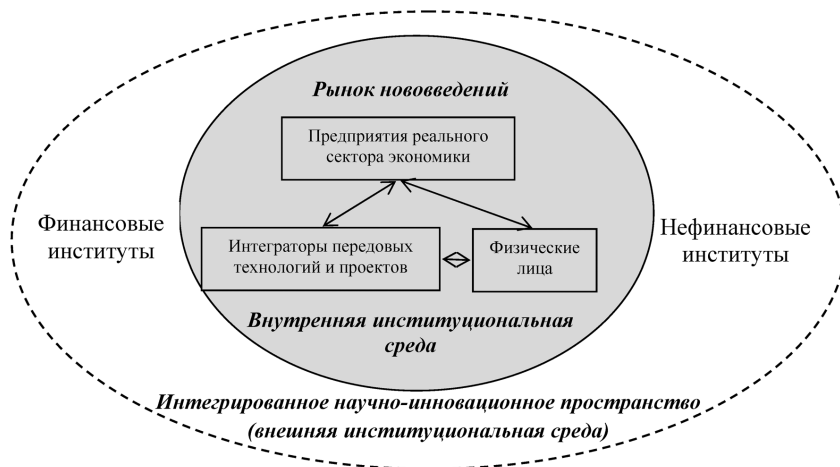 Рынок нововведений
Предприятия реального
сектора экономики
Финансовые
институты
Интеграторы передовых
технологий и проектов
Физические
лица
Нефинансовые
институты
Внутренняя институциональная
среда
Интегрированное научно-инновационное пространство
(внешняя институциональная среда)